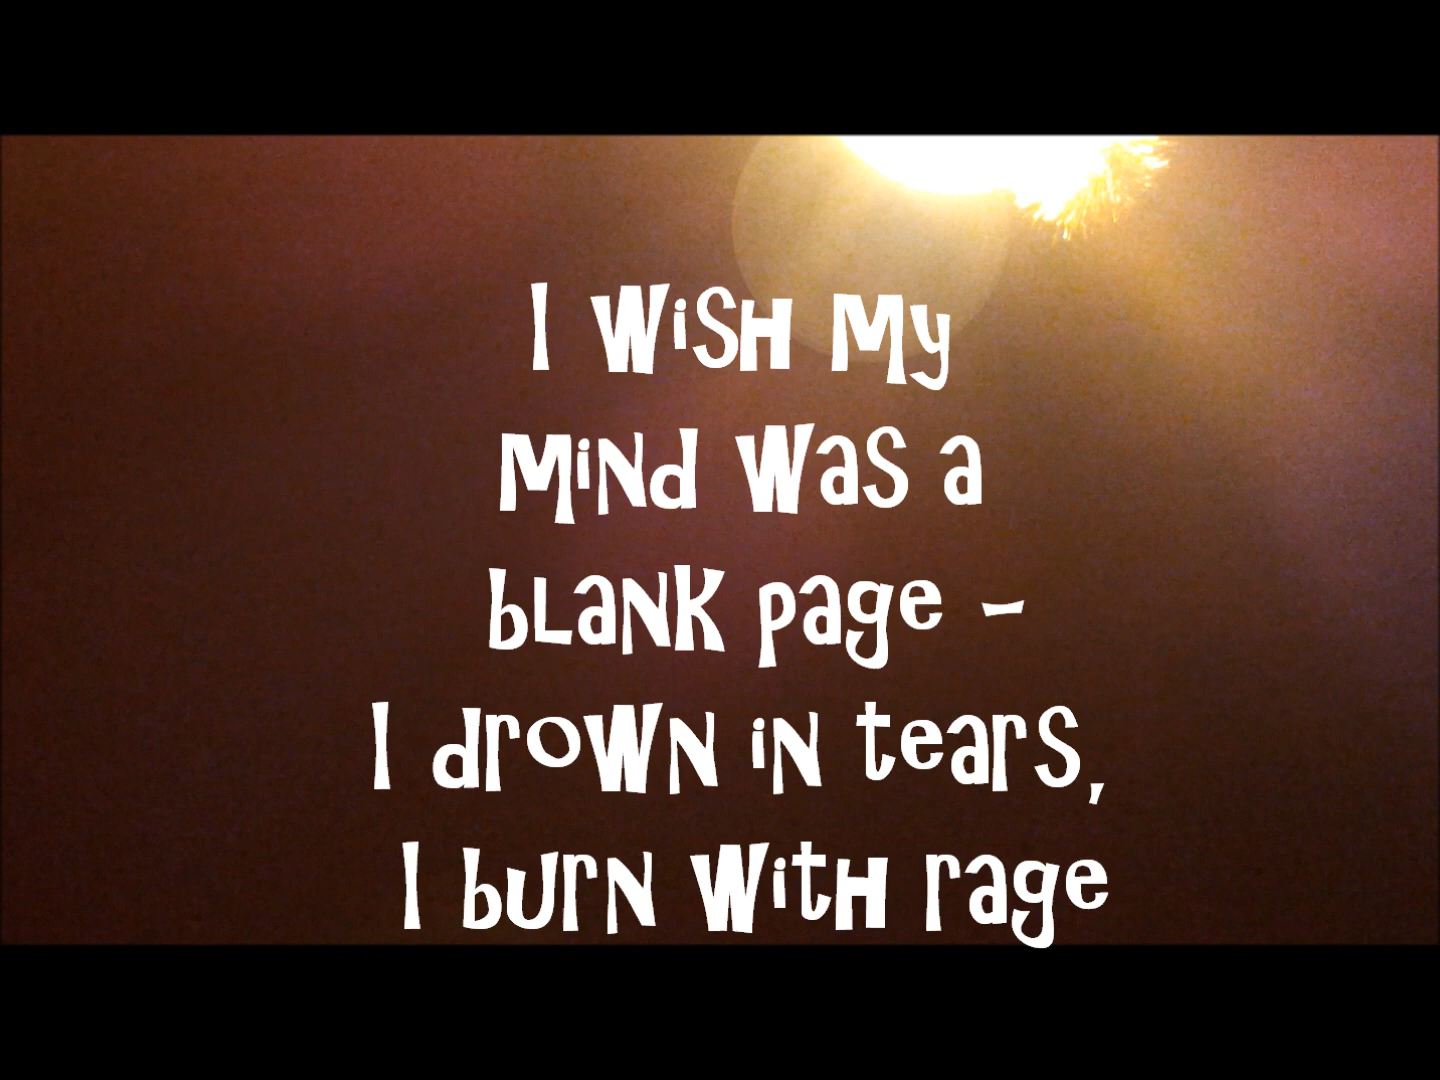 I wish my
mind was a
blank page -
I drown in tears,
I burn with rage